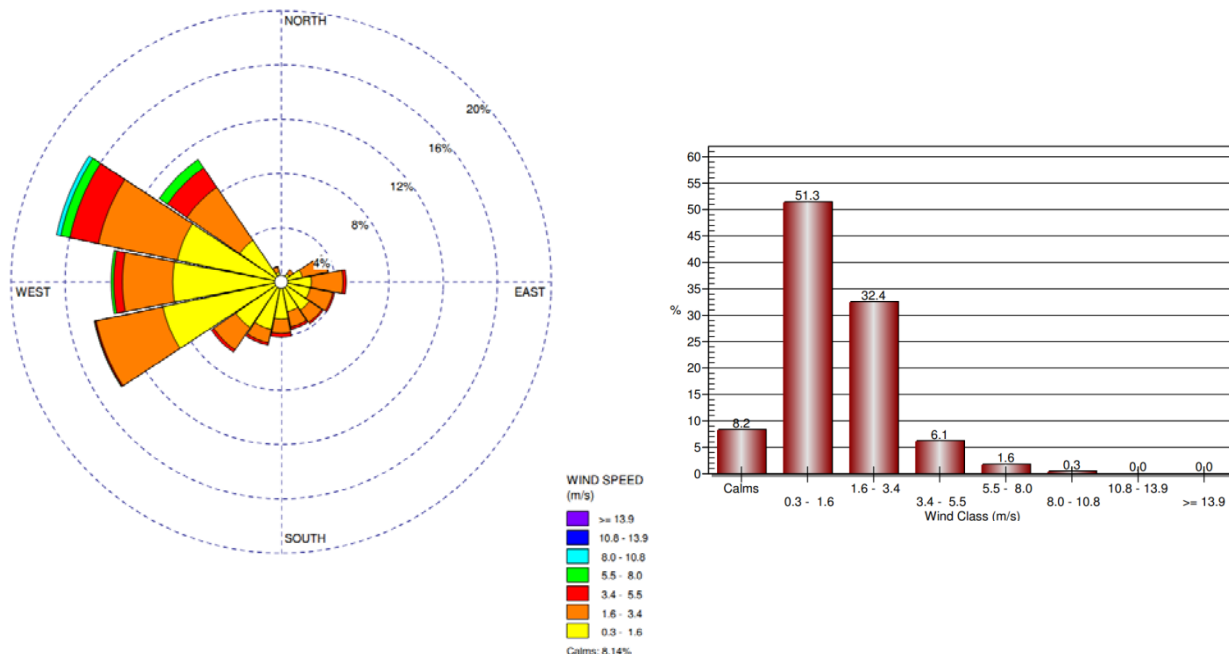 NORTH
20%
16%
12%
8%
4%
WEST
EAST
SOUTH
WIND SPEED
(m/s)
>= 13.9
10.8 - 13.9
8.0 - 10.8
5.5 - 8.0
3.4 - 5.5
1.6 - 3.4
0.3 - 1.6
Calms: 8.14%
60
55
50
45
40
35
30
25
20
15
10
5
0
%
8.2
51.3
32.4
6.1
1.6
0.3
0.0
0.0
Calms
0.3 - 1.6
1.6 - 3.4
3.4 - 5.5
5.5 - 8.0
8.0 - 10.8
10.8 - 13.9
>= 13.9
Wind Class (m/s)